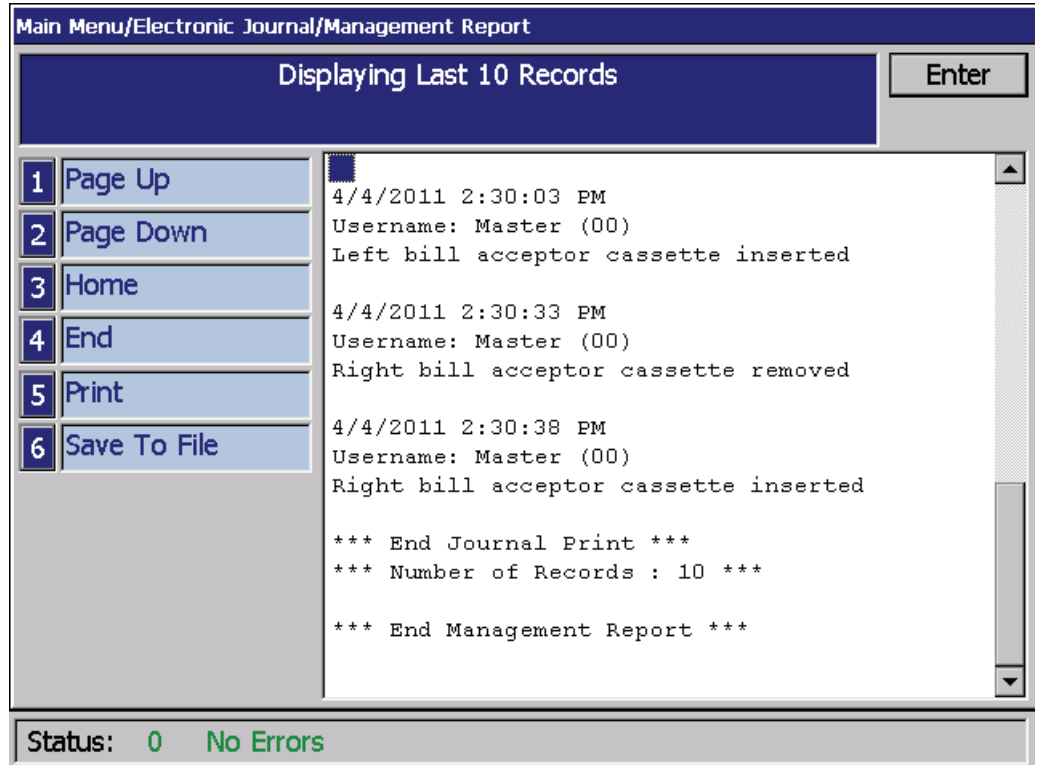 Main Menu/Electronic Journal/Management Report
Displaying Last 10 Records
Enter
1 Page Up
2 Page Down
3 Home
4 End
5 Print
6 Save To File
4/4/2011 2:30:03 PM
Username: Master (00)
Left bill acceptor cassette inserted
4/4/2011 2:30:33 PM
Username: Master (00)
Right bill acceptor cassette removed
4/4/2011 2:30:38 PM
Username: Master (00)
Right bill acceptor cassette inserted
*** End Journal Print ***
*** Number of Records : 10 ***
*** End Management Report ***
Status: 0 No Errors